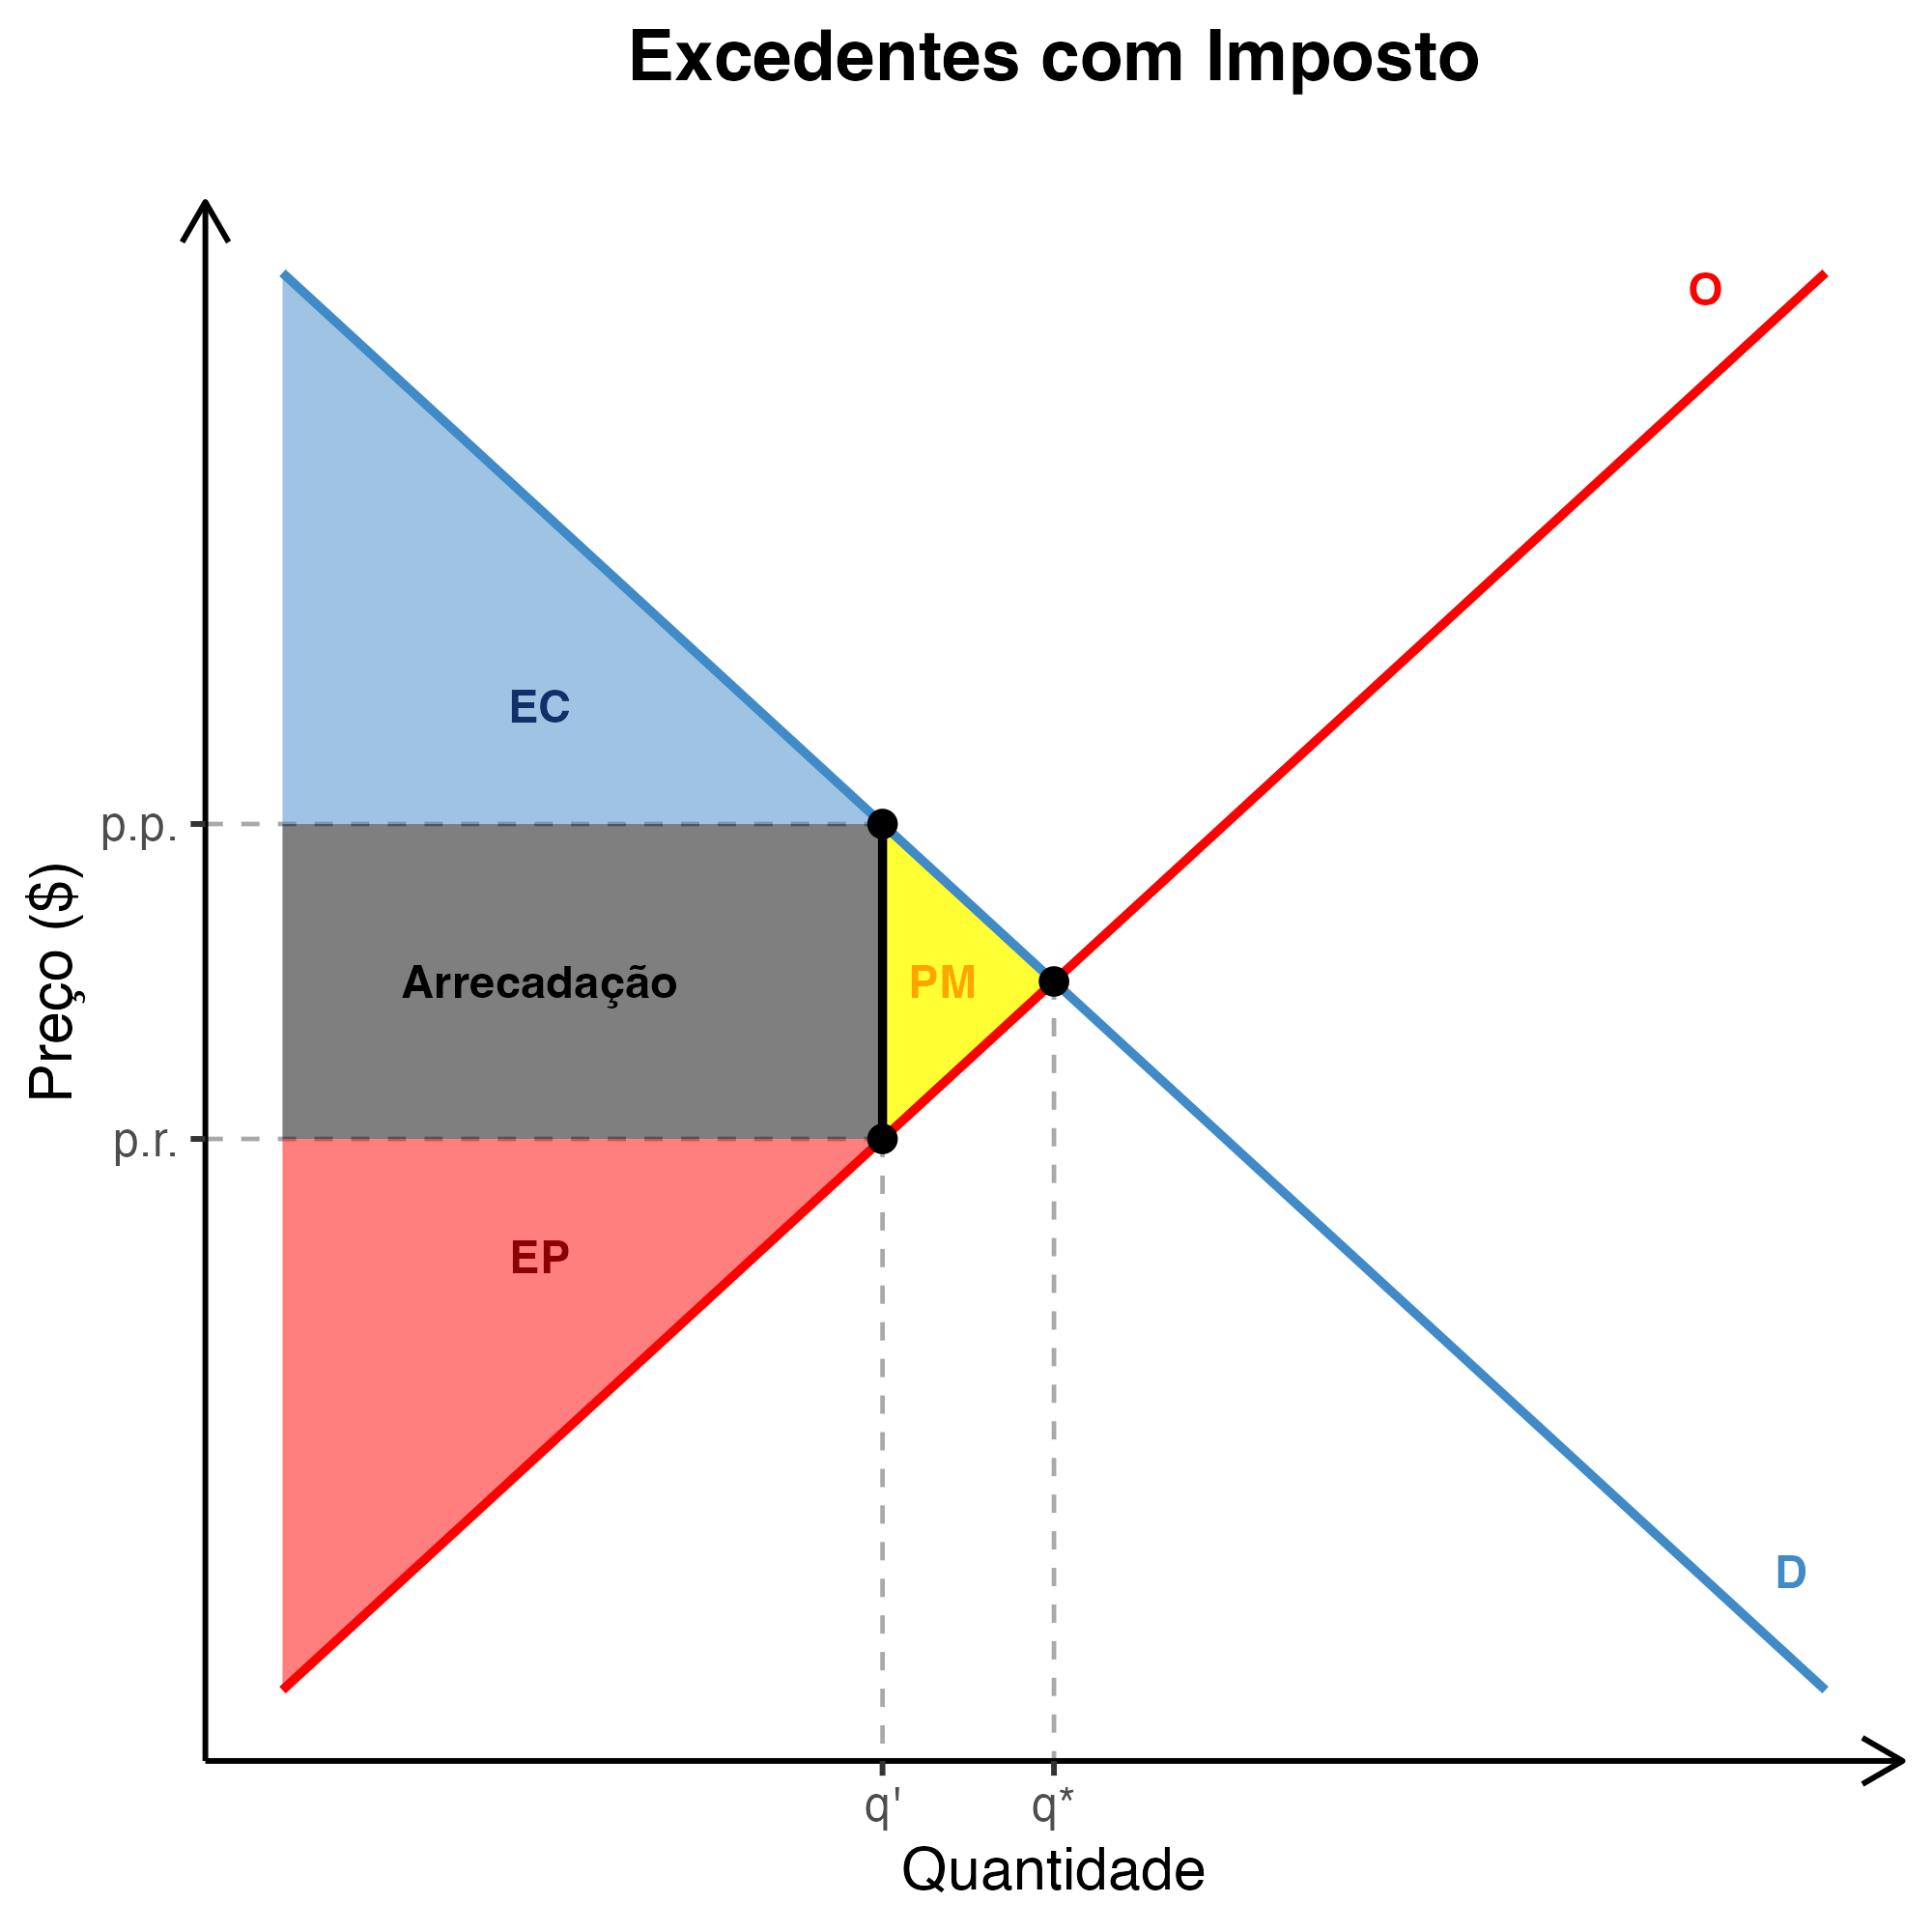 Excedentes com Imposto
O
EC
p.p.
Preço ($)
Arrecadação
PM
p.r.
EP
D
q'
q*
Quantidade